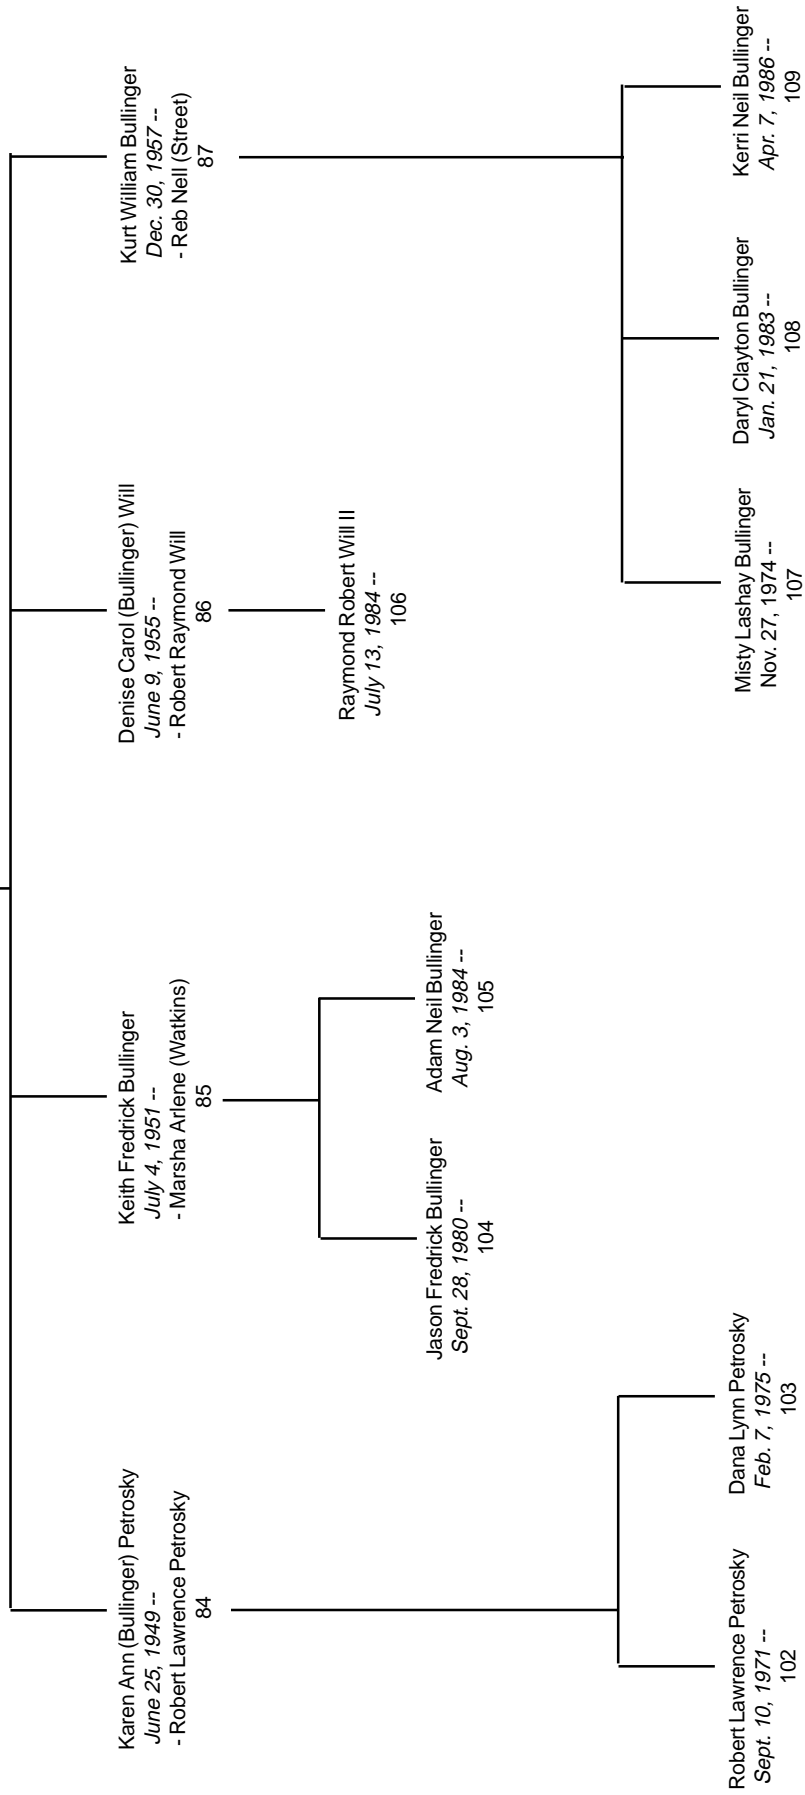 Karen Ann (Bullinger) Petrosky
June 25, 1949 --
- Robert Lawrence Petrosky
84
Keith Fredrick Bullinger
July 4, 1951 --
- Marsha Arlene (Watkins)
85
Denise Carol (Bullinger) Will
June 9, 1955 --
- Robert Raymond Will
86
Kurt William Bullinger
Dec. 30, 1957 --
- Reb Nell (Street)
87
Raymond Robert Will II
July 13, 1984 --
106
Jason Fredrick Bullinger
Sept. 28, 1980 --
104
Adam Neil Bullinger
Aug. 3, 1984 --
105
Robert Lawrence Petrosky
Sept. 10, 1971 --
102
Dana Lynn Petrosky
Feb. 7, 1975 --
103
Misty Lashay Bullinger
Nov. 27, 1974 --
107
Daryl Clayton Bullinger
Jan. 21, 1983 --
108
Kerri Neil Bullinger
Apr. 7, 1986 --
109